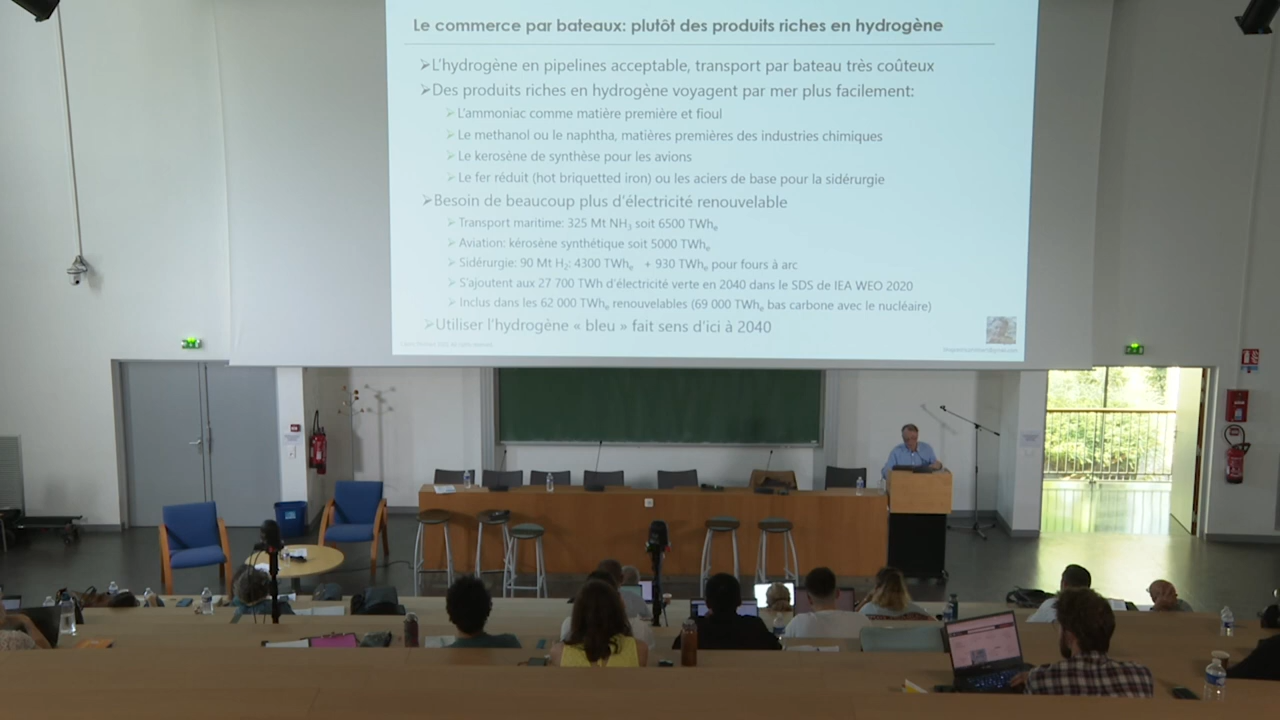 Le commerce par bateaux: plutôt des produits riches en hydrogène
➢L'hydrogène en pipelines acceptable, transport par bateau très coûteux
➢Des produits riches en hydrogène voyagent par mer plus facilement:
➢L'ammoniac comme matière première et fioul
➢Le methanol ou le naphtha, matières premières des industries chimiques
➢Le kerosène de synthèse pour les avions
➢Le fer réduit (hot briquetted iron) ou les aciers de base pour la sidérurgie
➢Besoin de beaucoup plus d'électricité renouvelable
➢Transport maritime: 325 Mt NH3 soit 6500 TWhe
➢Aviation: kérosène synthétique soit 5000 TWhe
➢Sidérurgie: 90 Mt H2: 4300 TWhe + 930 TWhe pour fours à arc
➢S'ajoutent aux 27 700 TWh d'électricité verte en 2040 dans le SDS de IEA WEO 2020
➢Inclus dans les 62 000 TWhe renouvelables (69 000 TWhe bas carbone avec le nucléaire)
➢Utiliser l'hydrogène « bleu » fait sens d'ici à 2040